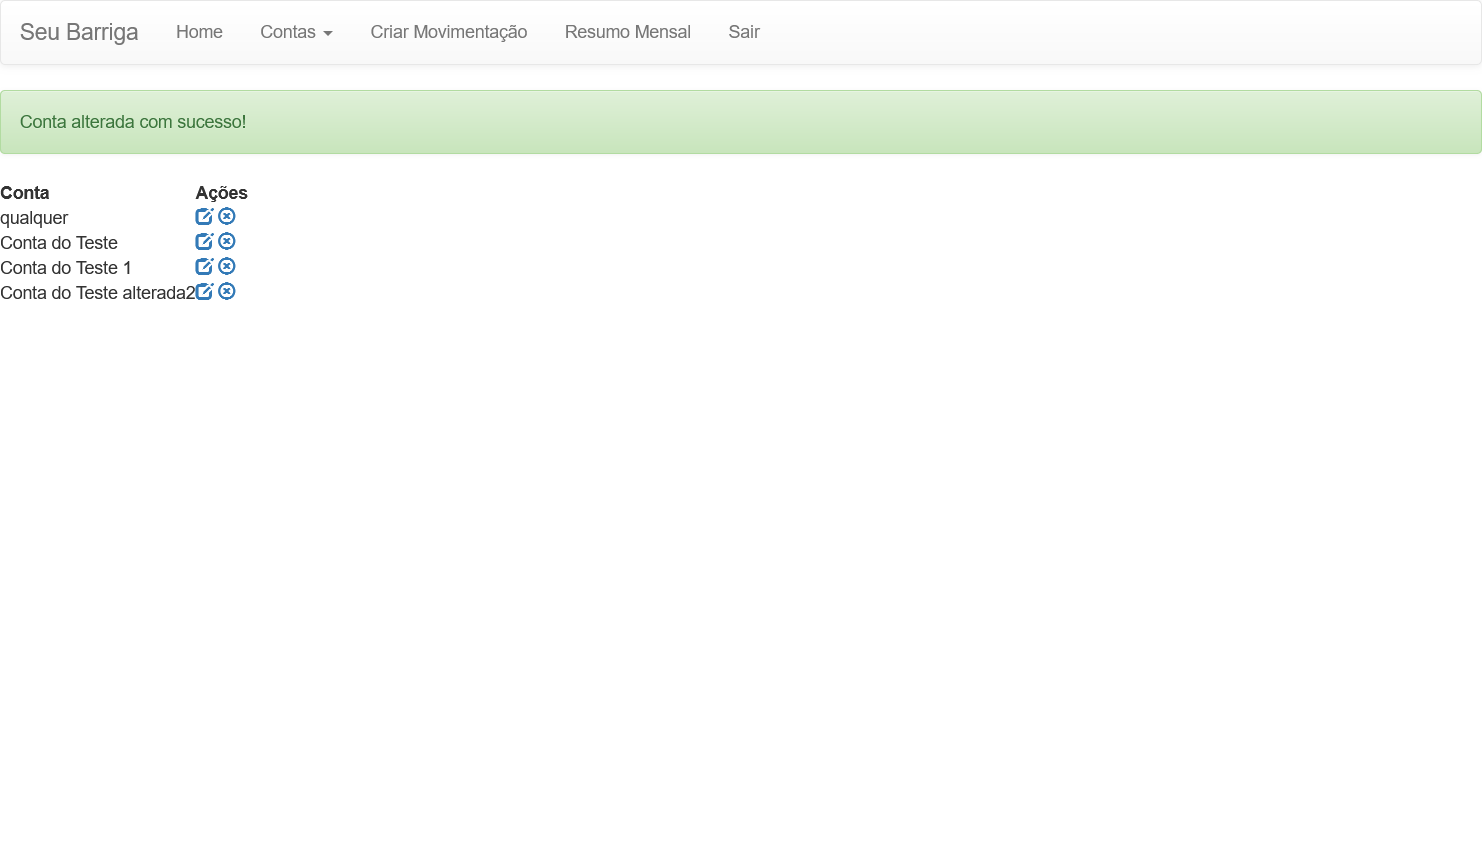 Seu Barriga Home Contas Criar Movimentação Resumo Mensal Sair
Conta alterada com sucesso!
Conta Ações
qualquer
Conta do Teste
Conta do Teste 1
Conta do Teste alterada2